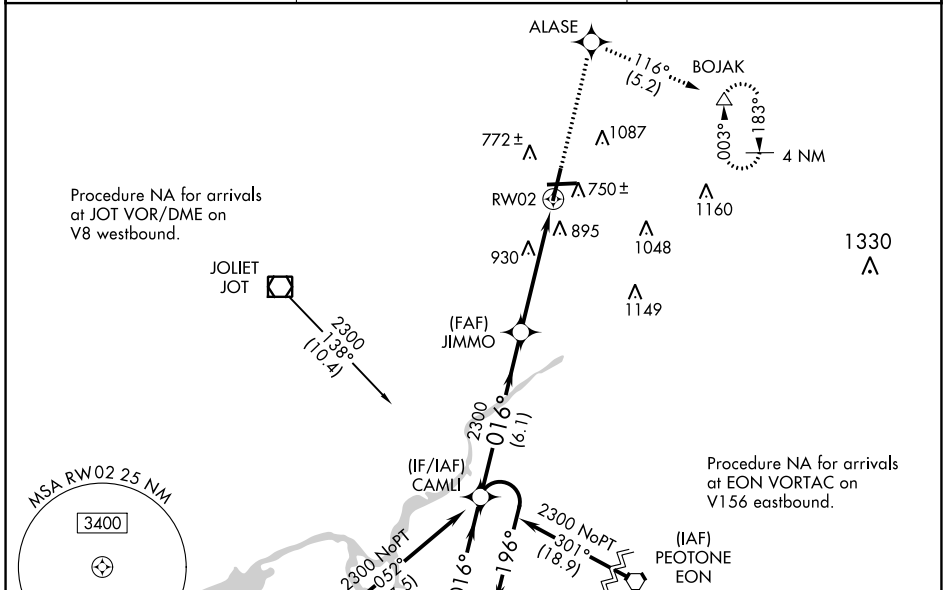 ALASE
116°
(5.2)
BOJAK
003°
183°
4 NM
772±
1087
750±
RW02
1160
895
930
1048
1330
1149
Procedure NA for arrivals
at JOT VOR/DME on
V8 westbound.
JOLIET
JOT
2300
138°
(10.4)
(FAF)
JIMMO
2300
016°
(6.1)
(IF/IAF)
CAMLI
Procedure NA for arrivals
at EON VORTAC on
V156 eastbound.
MSA RW02 25 NM
3400
2300 NoPT
052°
016°
196°
2300 NoPT
301°
(18.9)
(IAF)
PEOTONE
EON